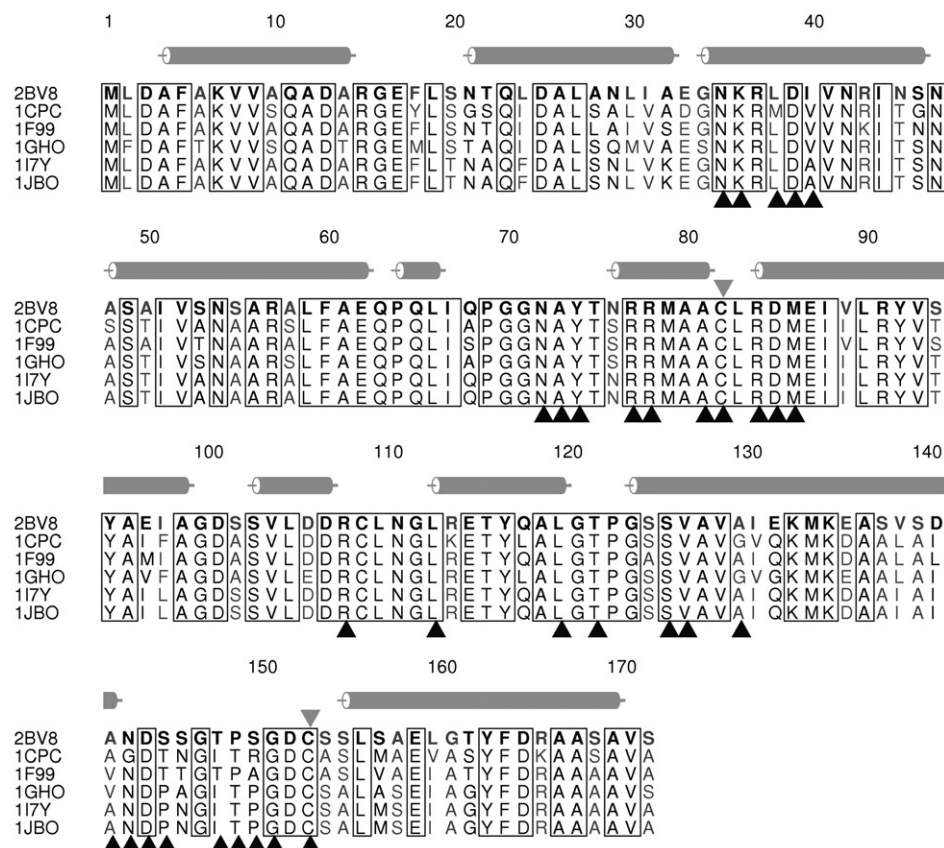 1 10 20 30 40
2BV8 MLDAFAKVVAQADARGEFLSNTQLDALANLIAEGNKRLDIVNRINSN
1CPC MLDAFAKVVSQADARGEYLSGSQIDALSALVADGNKRMDVVNRITGN
1F99 MLDAFAKVVAQADARGEFLSNTQIDALLAIVSEGNKRLDVVNKITNN
1GHO MFDAFTKVVSQADTRGEMLSTAQIDALSQMVAESNKRLDVVNRITSN
1I7Y MLDAFAKVVAQADARGEFLTNAQFDALSNLVKEGNKRLDAVNRITSN
1JBO MLDAFAKVVAQADARGEFLTNAQFDALSNLVKEGNKRLDAVNRITSN
50 60 70 80 90
2BV8 ASAIVSNSARALFAEQPQLIQPGGNAYTNRRMAACLRDMEIVLRYVS
1CPC SSTIVANAARSLFAEQPQLIAPGGNAYTSRRMAACLRDMEIILRYVT
1F99 ASAIVTNAARALFAEQPQLISPGGNAYTSRRMAACLRDMEIVLRYVS
1GHO ASTIVSNAARALFAEQPQLIQPGGNAYTSRRMAACLRDMEIILRYVT
1I7Y ASTIVANAARALFAEQPQLIQPGGNAYTNRRMAACLRDMEIILRYVT
1JBO ASTIVANAARALFAEQPQLIQPGGNAYTNRRMAACLRDMEIILRYVT
100 110 120 130 140
2BV8 YAEIAGDSSVLDDRCLNGLRETYQALGTPGSSVAVAIEKMKEASVSD
1CPC YAIFAGDASVLDDRCLNGLKETYLALGTPGSSVAVGVQKMKDAALAI
1F99 YAMIAGDASVLDDRCLNGLRETYQALGTPGASVAVGIQKMKDAALAL
1GHO YAVFAGDASVLEDRCLNGLRETYLALGTPGSSVAVGVGKMKEAALAI
1I7Y YAILAGDSSVLDDRCLNGLRETYQALGTPGSSVAVAIQKMKDAAIAI
1JBO YAILAGDSSVLDDRCLNGLRETYQALGTPGSSVAVAIQKMKDAAIAI
150 160 170
2BV8 ANDSSGTPSGDCSSLSAELGTYFDRAASAVS
1CPC AGDTNGITRGDCASLMAEVASYFDKAASAVA
1F99 VNDTTGTPAGDCASLVAEIATYFDRAAAAVA
1GHO VNDPAGITPGDCSALASEIAGYFDRAAAAVS
1I7Y ANDPNGITPGDCSALMSEIAGYFDRAAAAVA
1JBO ANDPNGITPGDCSALMSEIAGYFDRAAAAVA